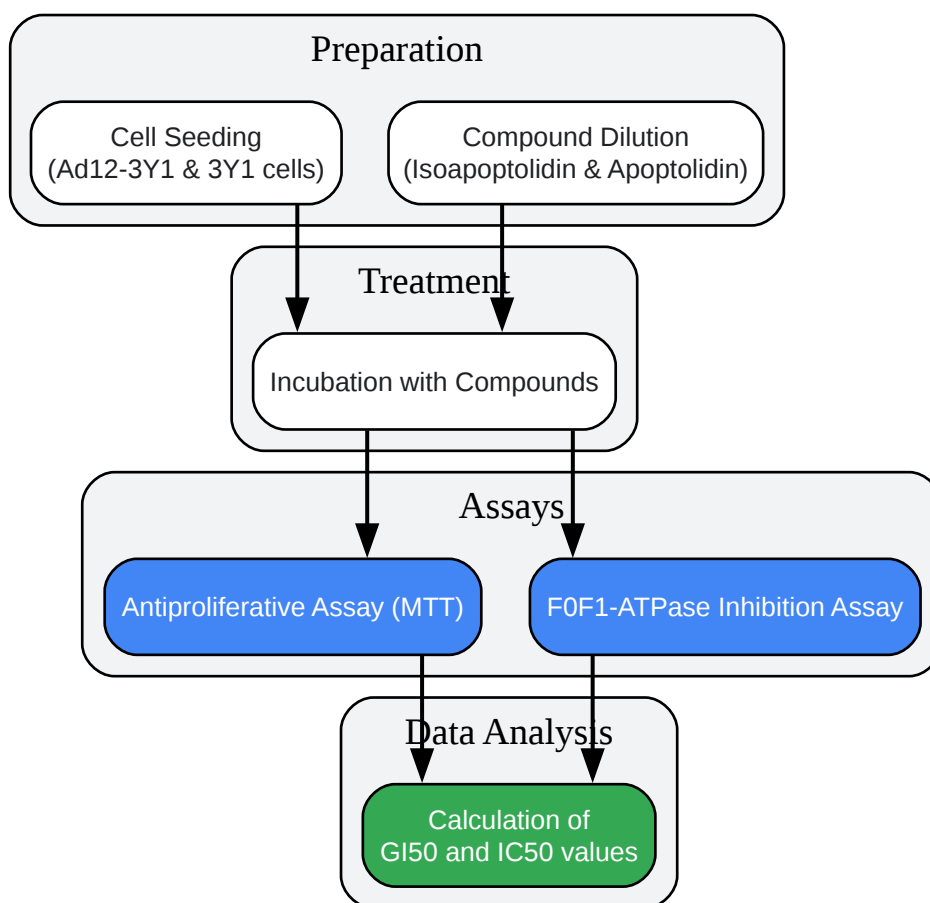 Preparation
Cell Seeding
(Ad12-3Y1 & 3Y1 cells)
Compound Dilution
(Isoapoptolidin & Apoptolidin)
Treatment
Incubation with Compounds
Assays
Antiproliferative Assay (MTT)
F0F1-ATPase Inhibition Assay
Data Analysis
Calculation of
GI50 and IC50 values